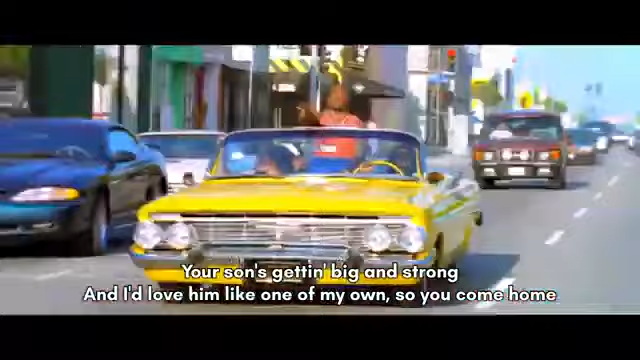 Your son's gettin' big and strong
And I'd love him like one of my own, so you come home